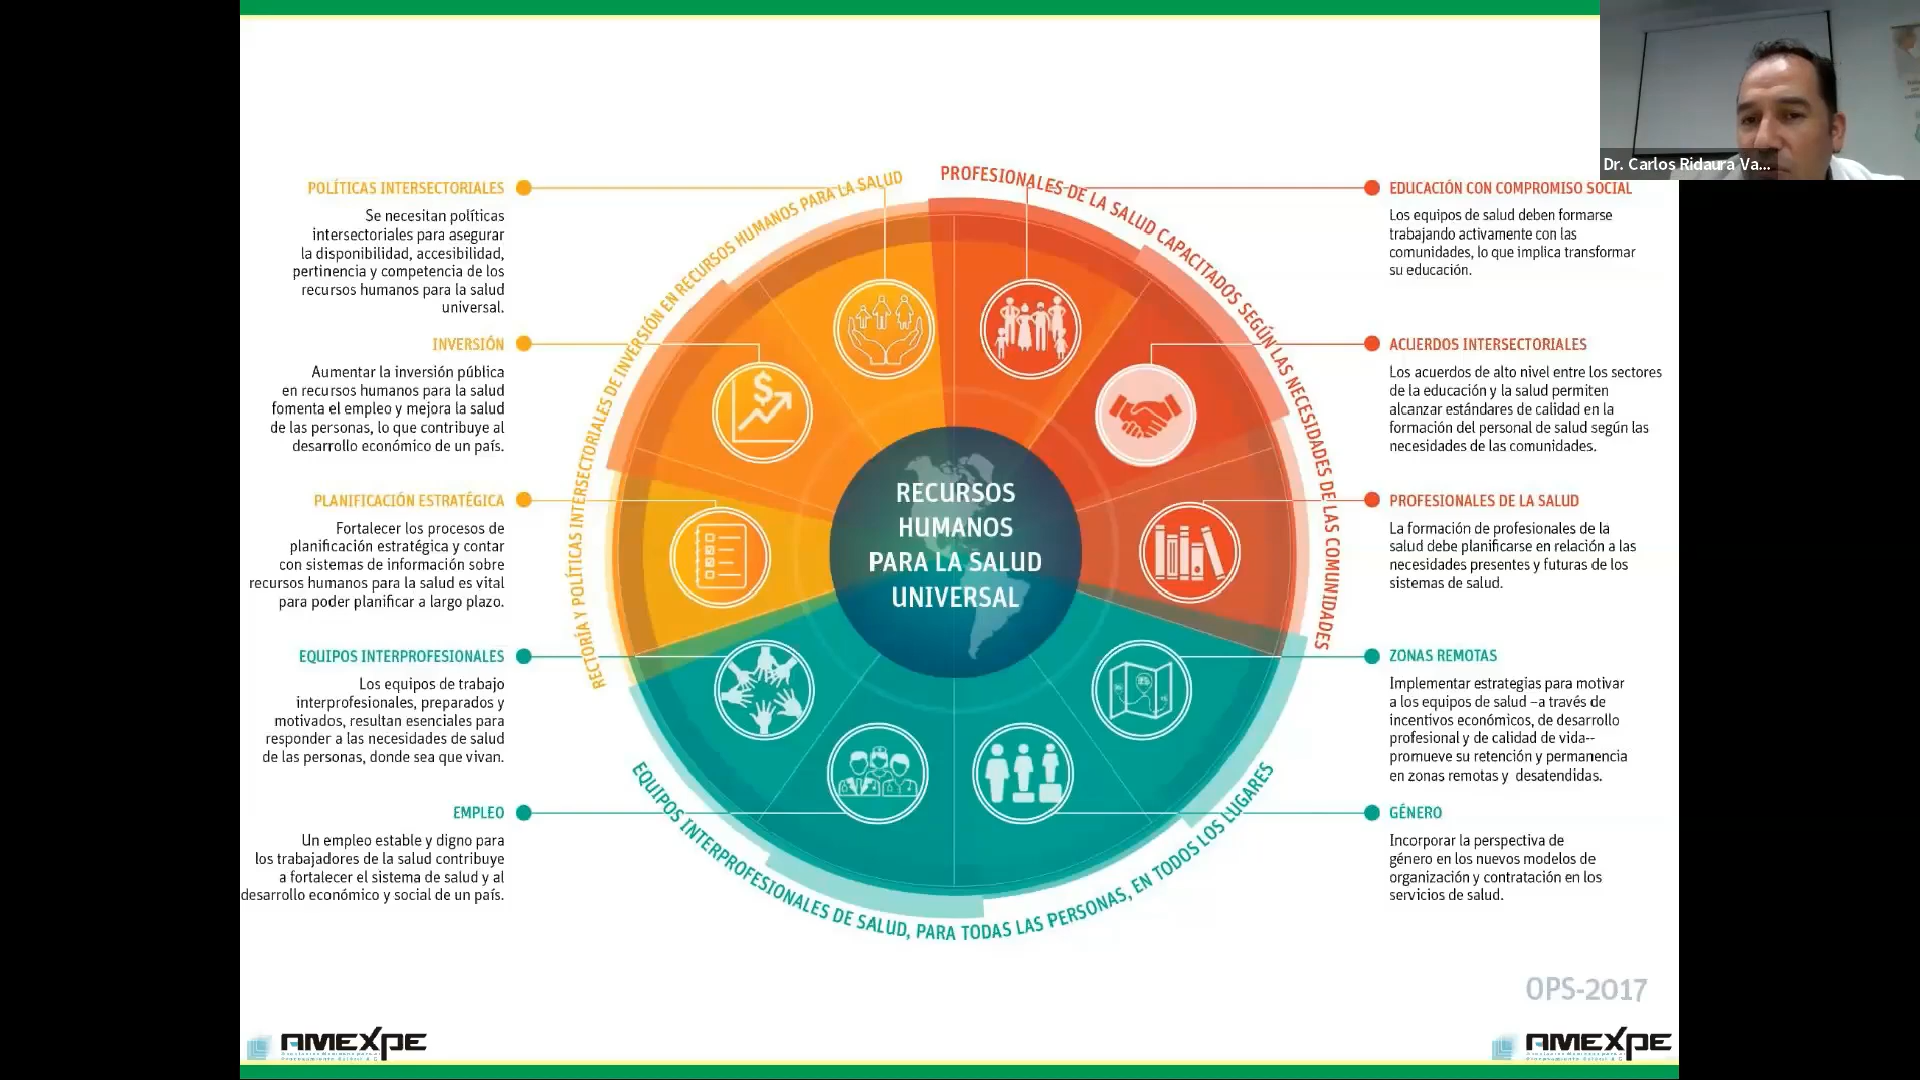 Dr. Carlos Ridaura Va...
POLÍTICAS INTERSECTORIALES
Se necesitan políticas
intersectoriales para asegurar
la disponibilidad, accesibilidad,
pertinencia y competencia de los
recursos humanos para la salud
universal.
INVERSIÓN
Aumentar la inversión pública
en recursos humanos para la salud
fomenta el empleo y mejora la salud
de las personas, lo que contribuye al
desarrollo económico de un país.
PLANIFICACIÓN ESTRATÉGICA
Fortalecer los procesos de
planificación estratégica y contar
con sistemas de información sobre
recursos humanos para la salud es vital
para poder planificar a largo plazo.
EQUIPOS INTERPROFESIONALES
Los equipos de trabajo
interprofesionales, preparados y
motivados, resultan esenciales para
responder a las necesidades de salud
de las personas, donde sea que vivan.
EMPLEO
Un empleo estable y digno para
los trabajadores de la salud contribuye
a fortalecer el sistema de salud y al
desarrollo económico y social de un país.
RECTORÍA Y POLÍTICAS INTERSECTORIALES DE INVERSIÓN EN RECURSOS HUMANOS PARA LA SALUD
PROFESIONALES DE LA SALUD CAPACITADOS SEGÚN LAS NECESIDADES DE LAS COMUNIDADES
RECURSOS
HUMANOS
PARA LA SALUD
UNIVERSAL
EQUIPOS INTERPROFESIONALES DE SALUD, PARA TODAS LAS PERSONAS, EN TODOS LOS LUGARES
EDUCACIÓN CON COMPROMISO SOCIAL
Los equipos de salud deben formarse
trabajando activamente con las
comunidades, lo que implica transformar
su educación.
ACUERDOS INTERSECTORIALES
Los acuerdos de alto nivel entre los sectores
de la educación y la salud permiten
alcanzar estándares de calidad en la
formación del personal de salud según las
necesidades de las comunidades.
PROFESIONALES DE LA SALUD
La formación de profesionales de la
salud debe planificarse en relación a las
necesidades presentes y futuras de los
sistemas de salud.
ZONAS REMOTAS
Implementar estrategias para motivar
a los equipos de salud –a través de
incentivos económicos, de desarrollo
profesional y de calidad de vida--
promueve su retención y permanencia
en zonas remotas y desatendidas.
GÉNERO
Incorporar la perspectiva de
género en los nuevos modelos de
organización y contratación en los
servicios de salud.
OPS-2017
AMEXPE
AMEXPE